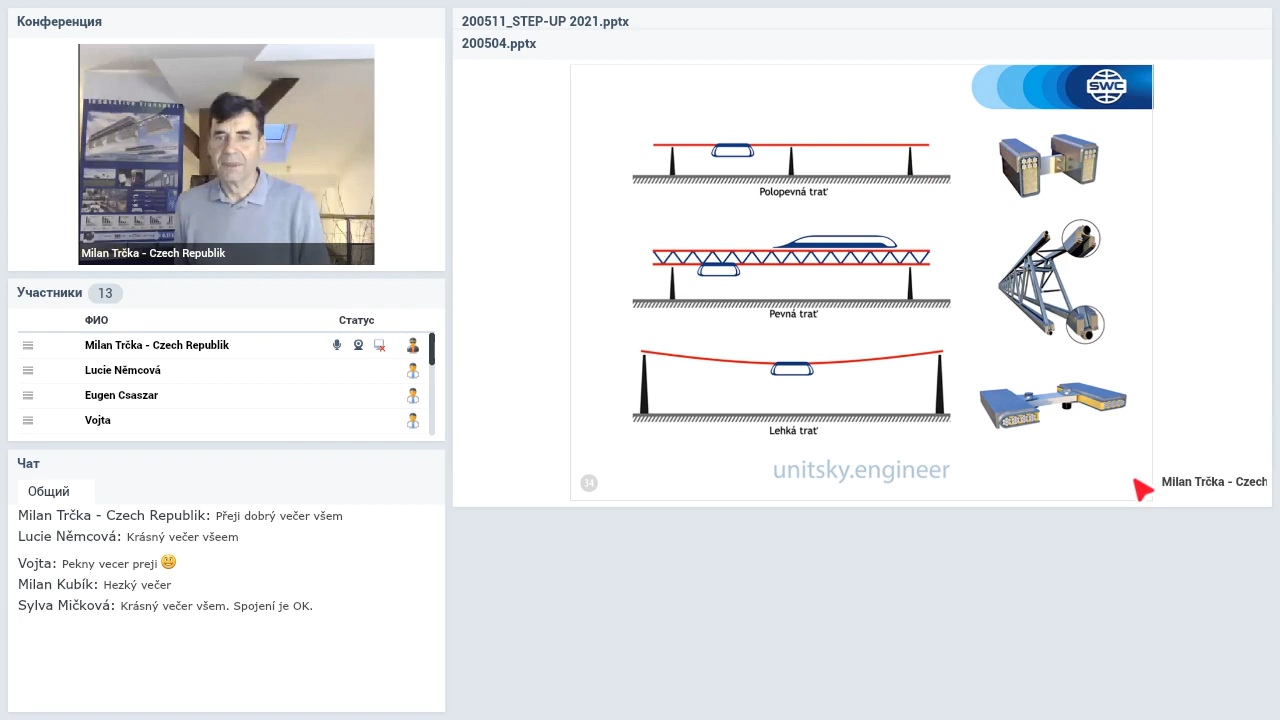 Конференция
Innovative transport
Milan Trčka - Czech Republik
Участники 13
ФИО Статус
Milan Trčka - Czech Republik
Lucie Němcová
Eugen Csaszar
Vojta
Чат
Общий
Milan Trčka - Czech Republik: Přeji dobrý večer všem
Lucie Němcová: Krásný večer všeem
Vojta: Pekny vecer preji
Milan Kubík: Hezký večer
Sylva Mičková: Krásný večer všem. Spojení je OK.
200511_STEP-UP 2021.pptx
200504.pptx
SWC
Polopevná trať
Pevná trať
Lehká trať
unitsky.engineer
34
Milan Trčka - Czech